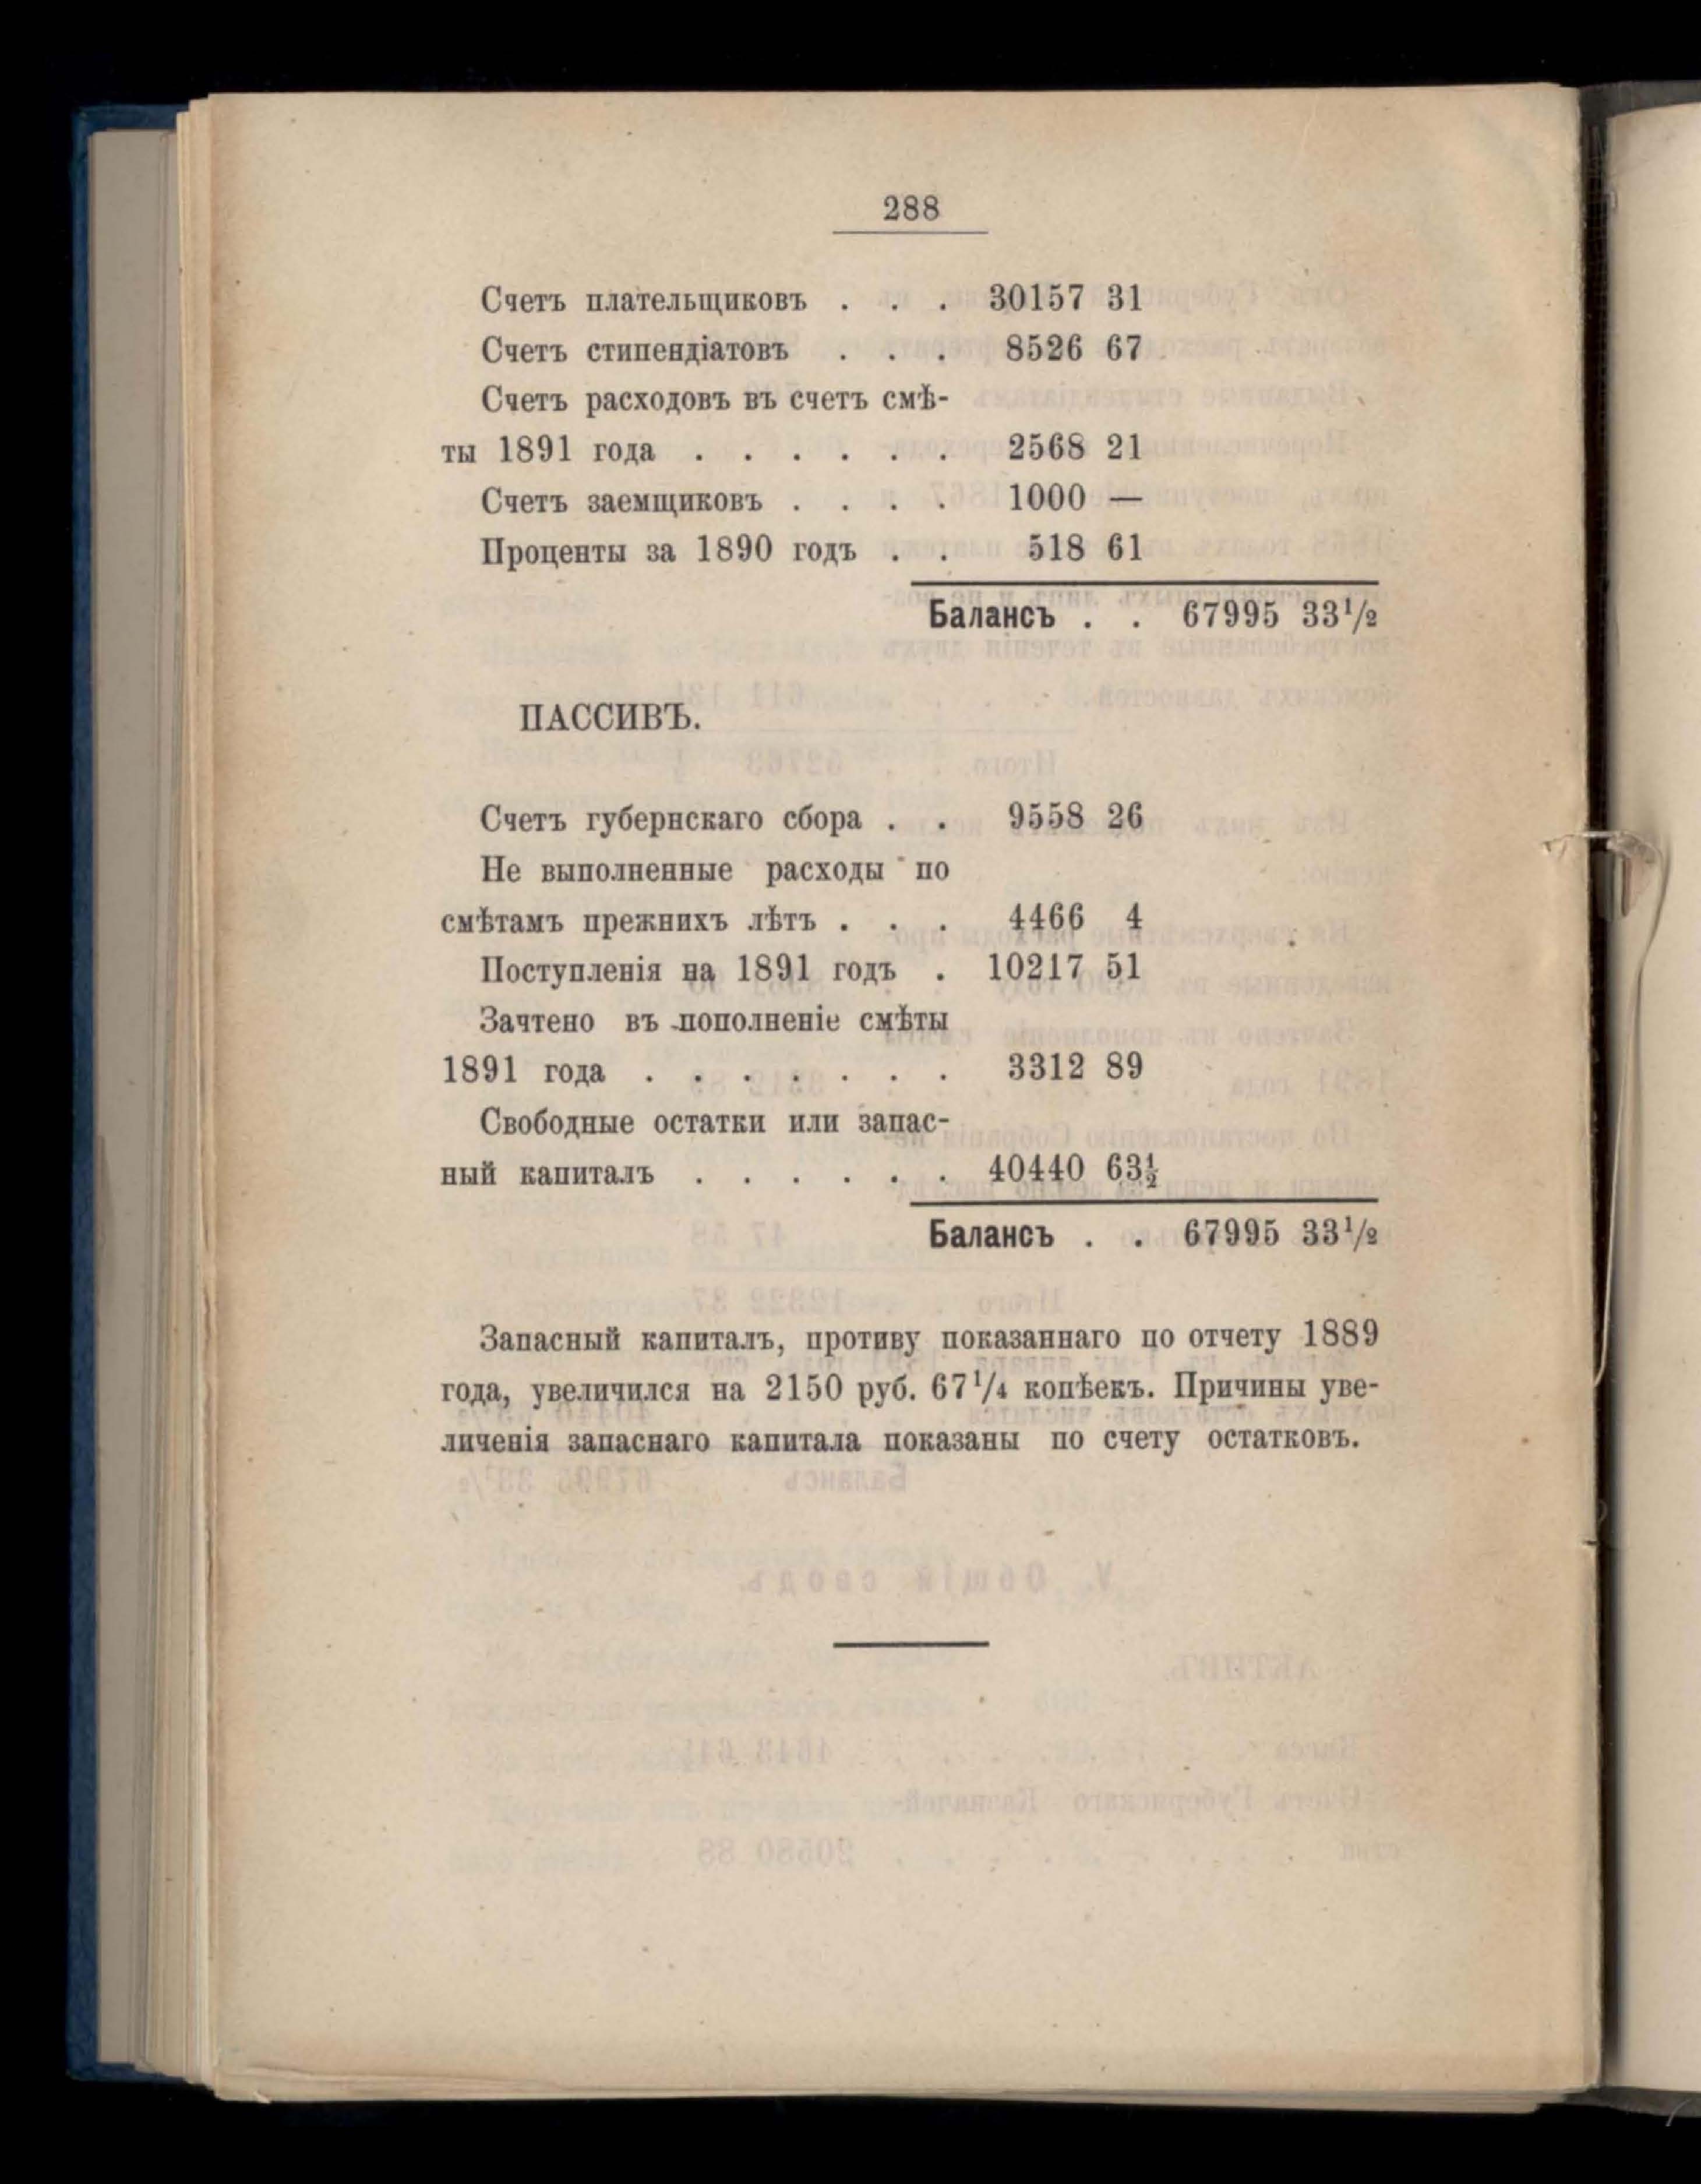 288
Счетъ плательщиковъ . . . 30157 31
Счетъ стипендіатовъ . . . 8526 67
Счетъ расходовъ въ счетъ смѣ-
ты 1891 года . . . . . . 2568 21
Счетъ заемщиковъ . . . . 1000 —
Проценты за 1890 годъ . . 518 61
Балансъ . . 67995 33¹/₂
ПАССИВЪ.
Счетъ губернскаго сбора . . 9558 26
Не выполненные расходы по
смѣтамъ прежнихъ лѣтъ . . . 4466 4
Поступленія на 1891 годъ . 10217 51
Зачтено въ пополненіе смѣты
1891 года . . . . . . . 3312 89
Свободные остатки или запас-
ный капиталъ . . . . . . 40440 63½
Балансъ . . 67995 33¹/₂
Запасный капиталъ, противу показаннаго по отчету 1889
года, увеличился на 2150 руб. 67¹/₄ копѣекъ. Причины уве-
личенія запаснаго капитала показаны по счету остатковъ.